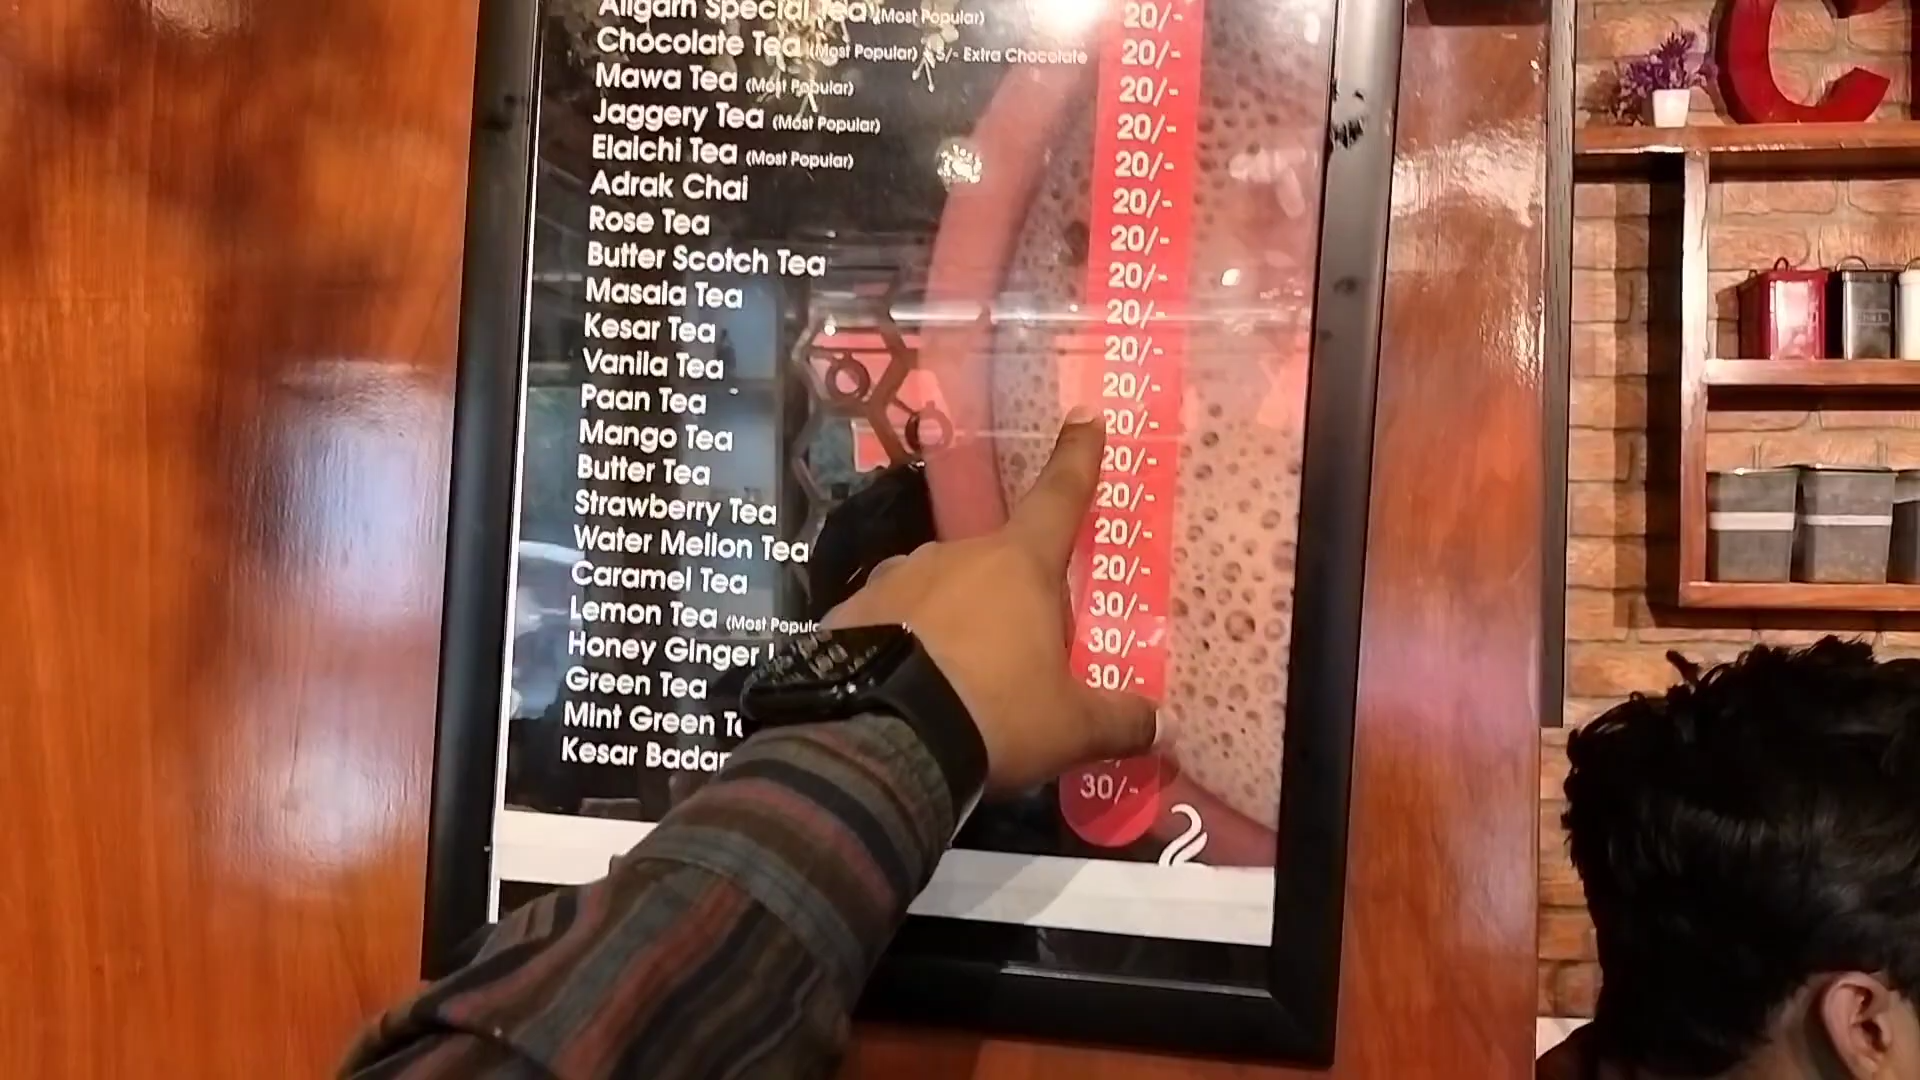 Aligarh Special Tea (Most Popular) 20/-
Chocolate Tea (Most Popular) + 5/- Extra Chocolate 20/-
Mawa Tea (Most Popular) 20/-
Jaggery Tea (Most Popular) 20/-
Elaichi Tea (Most Popular) 20/-
Adrak Chai 20/-
Rose Tea 20/-
Butter Scotch Tea 20/-
Masala Tea 20/-
Kesar Tea 20/-
Vanila Tea 20/-
Paan Tea 20/-
Mango Tea 20/-
Butter Tea 20/-
Strawberry Tea 20/-
Water Mellon Tea 20/-
Caramel Tea 30/-
Lemon Tea (Most 30/-
Honey Ginger 30/-
Green Tea
Mint Green
Kesar 30/-
C